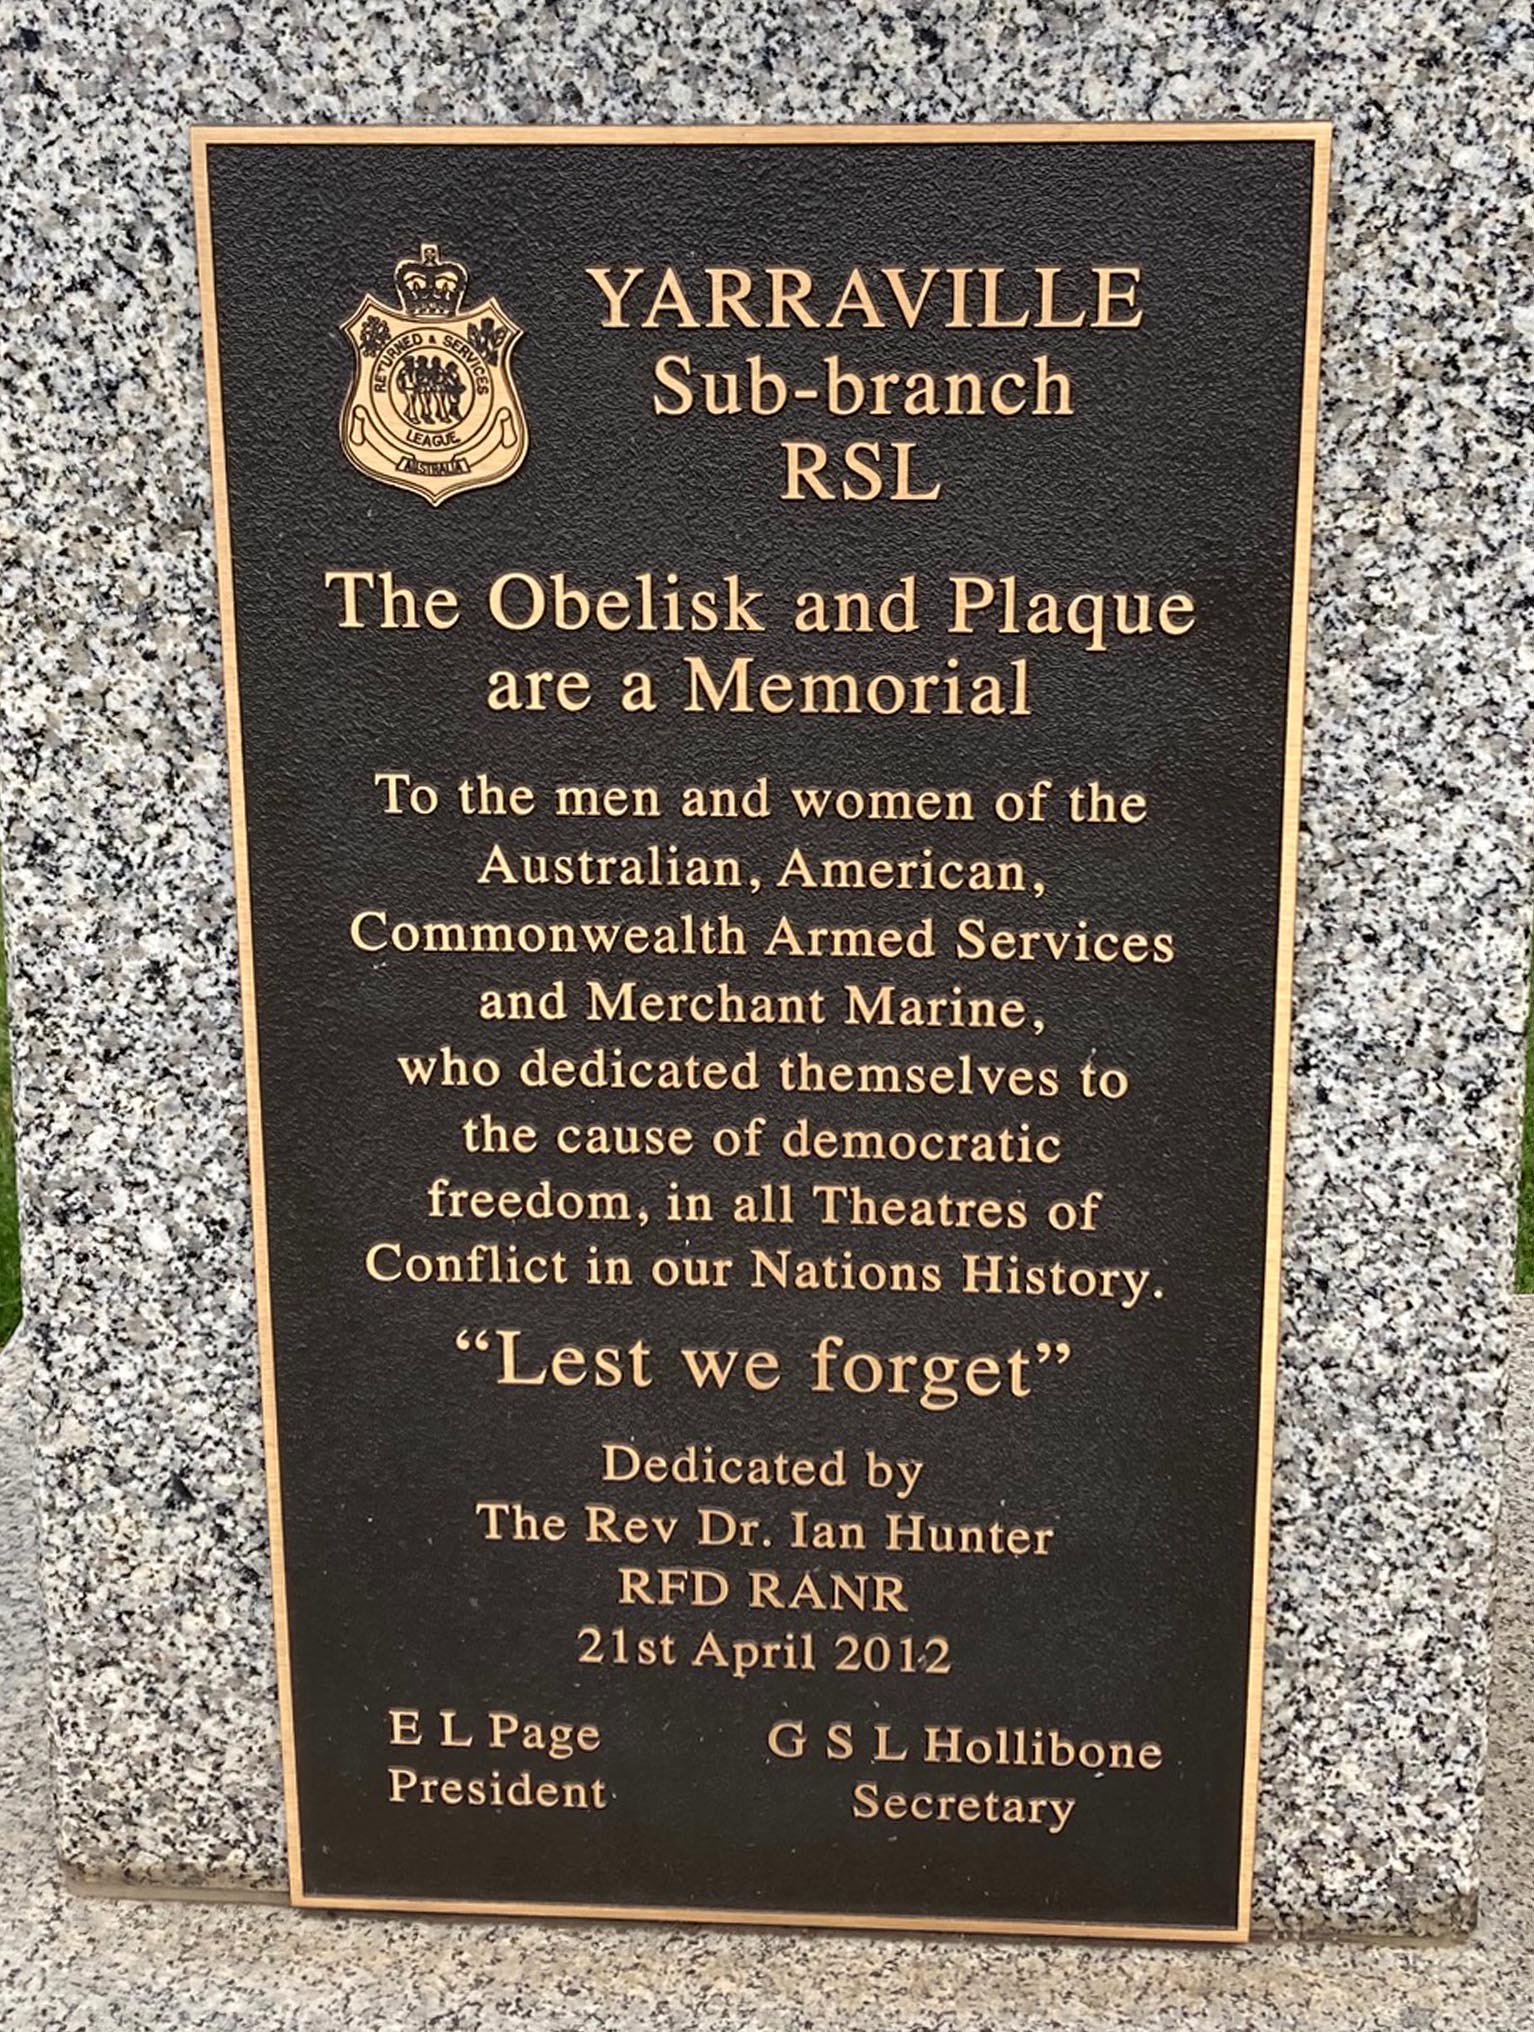 YARRAVILLE
Sub-branch
RSL
RETURNED & SERVICES
LEAGUE
AUSTRALIA
The Obelisk and Plaque
are a Memorial
To the men and women of the
Australian, American,
Commonwealth Armed Services
and Merchant Marine,
who dedicated themselves to
the cause of democratic
freedom, in all Theatres of
Conflict in our Nations History.
“Lest we forget”
Dedicated by
The Rev Dr. Ian Hunter
RFD RANR
21st April 2012
E L Page
President
G S L Hollibone
Secretary